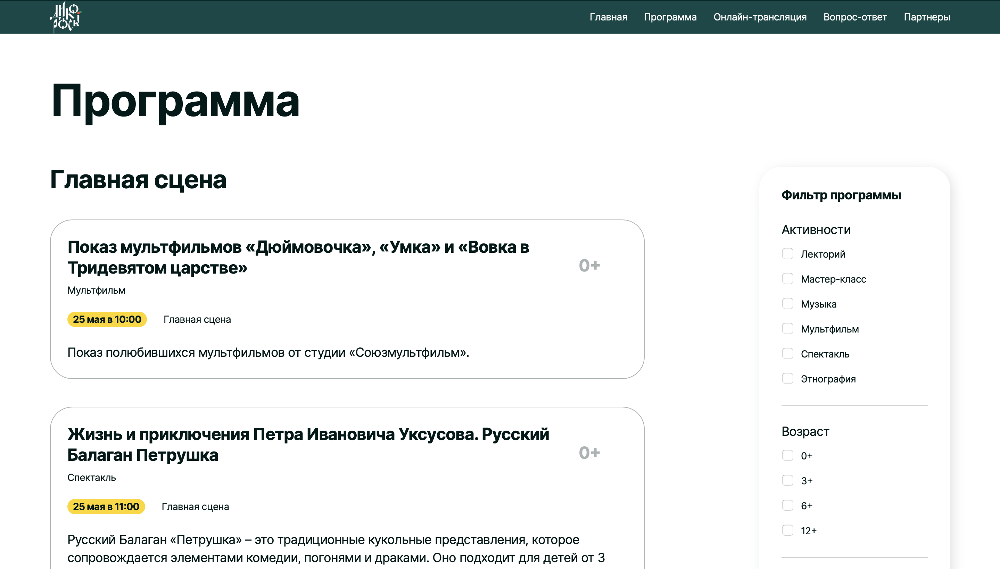 Дикоросы
Главная Программа Онлайн-трансляция Вопрос-ответ Партнеры
Программа
Главная сцена
Показ мультфильмов «Дюймовочка», «Умка» и «Вовка в
Тридевятом царстве»
0+
Мультфильм
25 мая в 10:00 Главная сцена
Показ полюбившихся мультфильмов от студии «Союзмультфильм».
Жизнь и приключения Петра Ивановича Уксусова. Русский
Балаган Петрушка
0+
Спектакль
25 мая в 11:00 Главная сцена
Русский Балаган «Петрушка» – это традиционные кукольные представления, которое
сопровождается элементами комедии, погонями и драками. Оно подходит для детей от 3
Фильтр программы
Активности
Лекторий
Мастер-класс
Музыка
Мультфильм
Спектакль
Этнография
Возраст
0+
3+
6+
12+